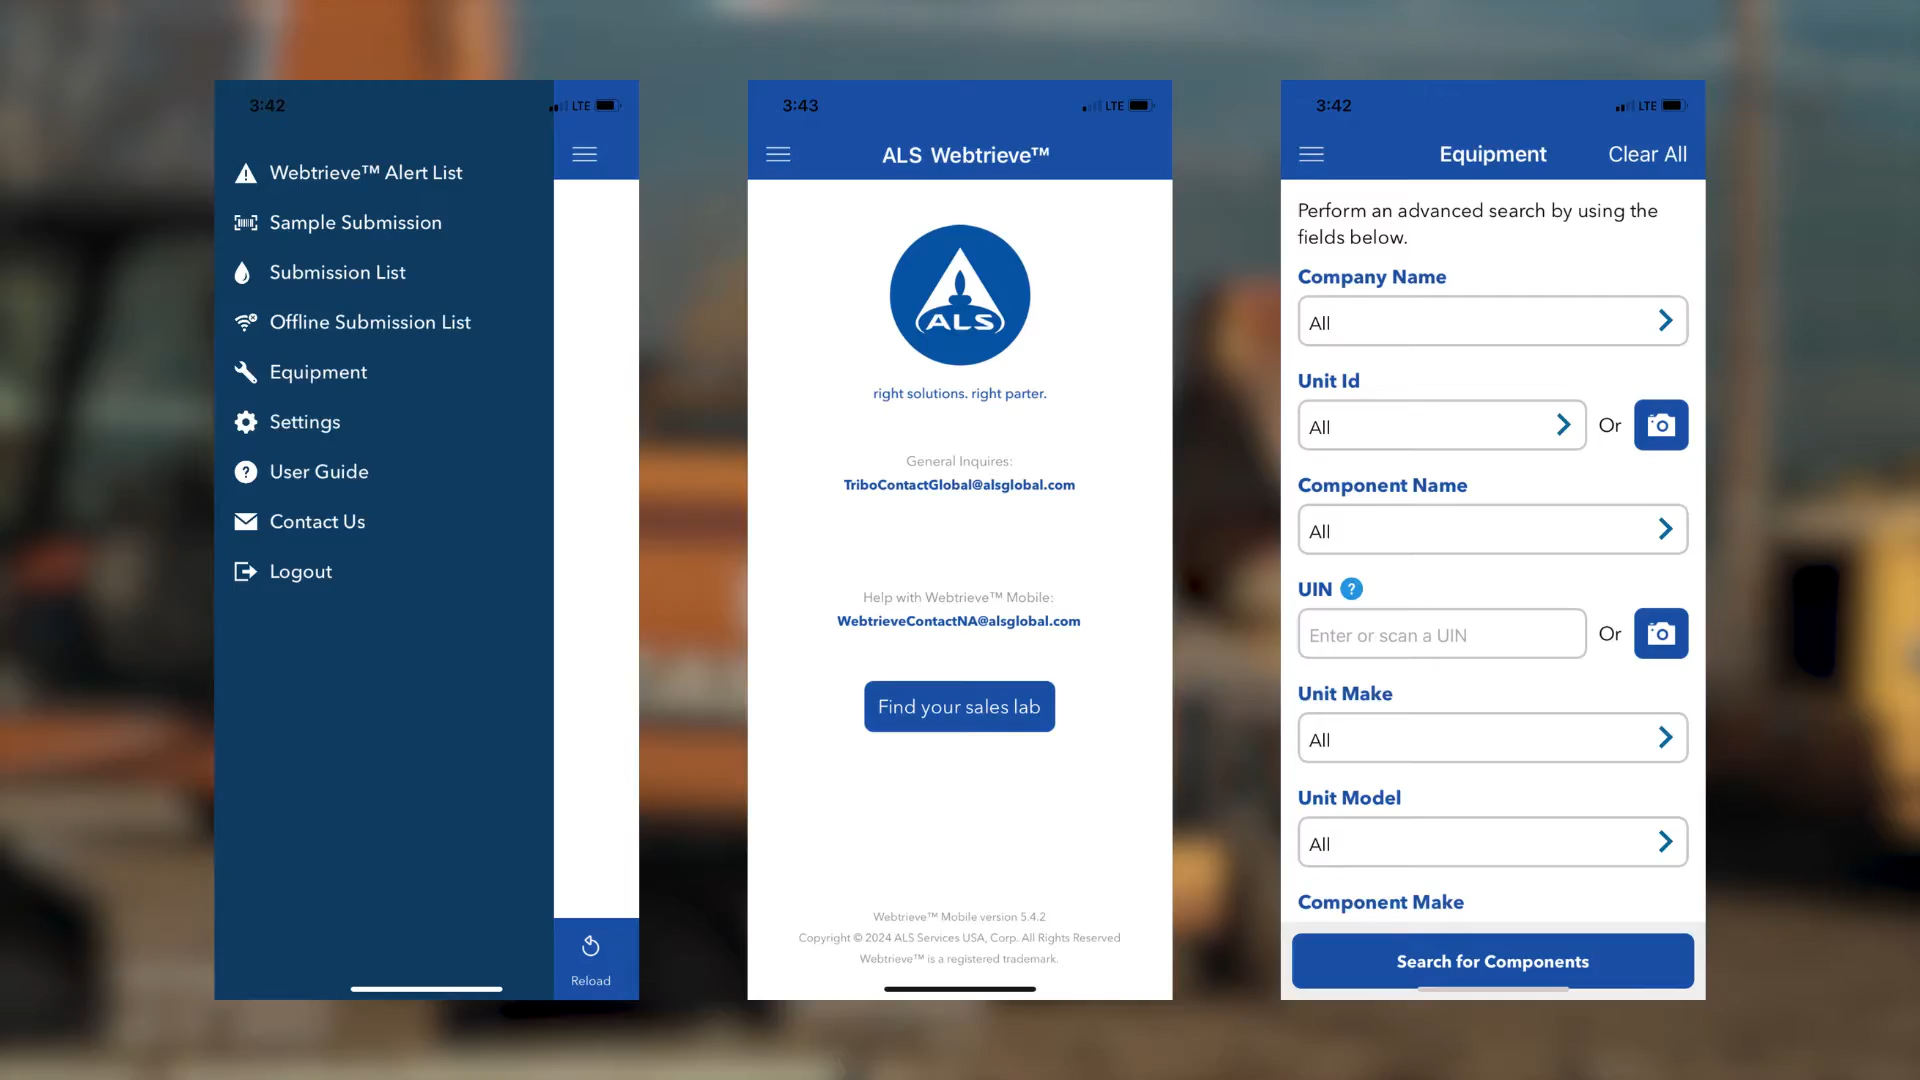 3:42
LTE
Webtrieve™ Alert List
Sample Submission
Submission List
Offline Submission List
Equipment
Settings
User Guide
Contact Us
Logout
Reload
3:43
LTE
ALS Webtrieve™
ALS
right solutions. right parter.
General Inquires:
TriboContactGlobal@alsglobal.com
Help with Webtrieve™ Mobile:
WebtrieveContactNA@alsglobal.com
Find your sales lab
Webtrieve™ Mobile version 5.4.2
Copyright © 2024 ALS Services USA, Corp. All Rights Reserved
Webtrieve™ is a registered trademark.
3:42
LTE
Equipment
Clear All
Perform an advanced search by using the
fields below.
Company Name
All
Unit Id
All
Or
Component Name
All
UIN ?
Enter or scan a UIN
Or
Unit Make
All
Unit Model
All
Component Make
Search for Components